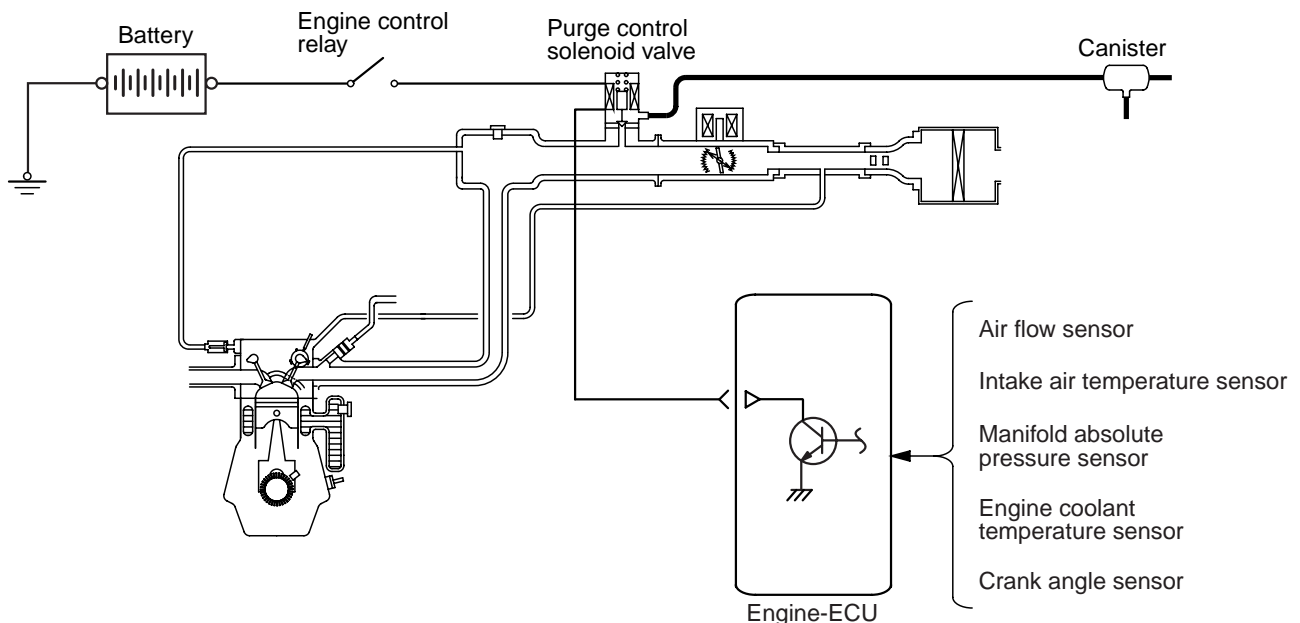 Battery
Engine control
relay
Purge control
solenoid valve
Canister
Air flow sensor
Intake air temperature sensor
Manifold absolute
pressure sensor
Engine coolant
temperature sensor
Crank angle sensor
Engine-ECU